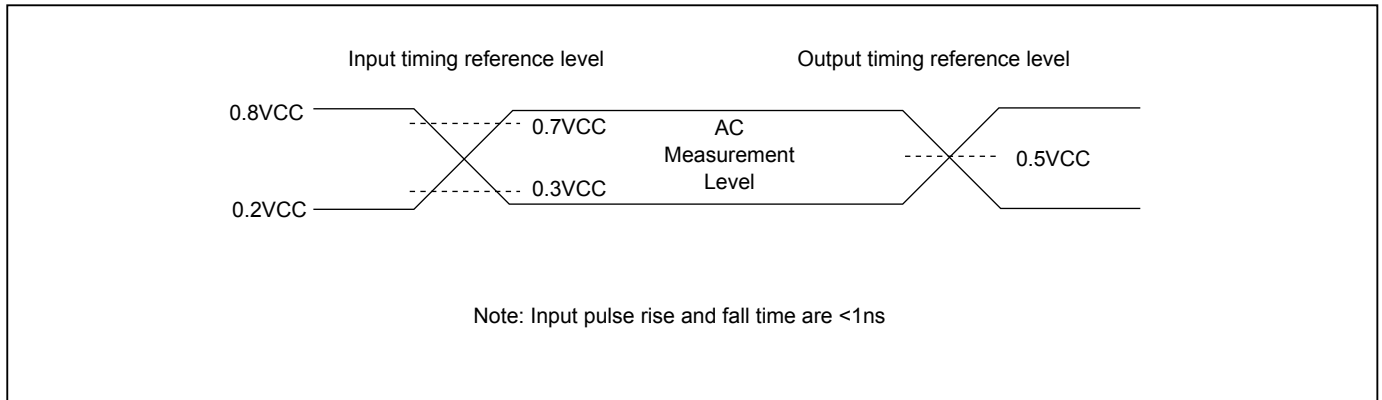 Input timing reference level
Output timing reference level
0.8VCC
0.7VCC
AC
Measurement
Level
0.5VCC
0.3VCC
0.2VCC
Note: Input pulse rise and fall time are <1ns